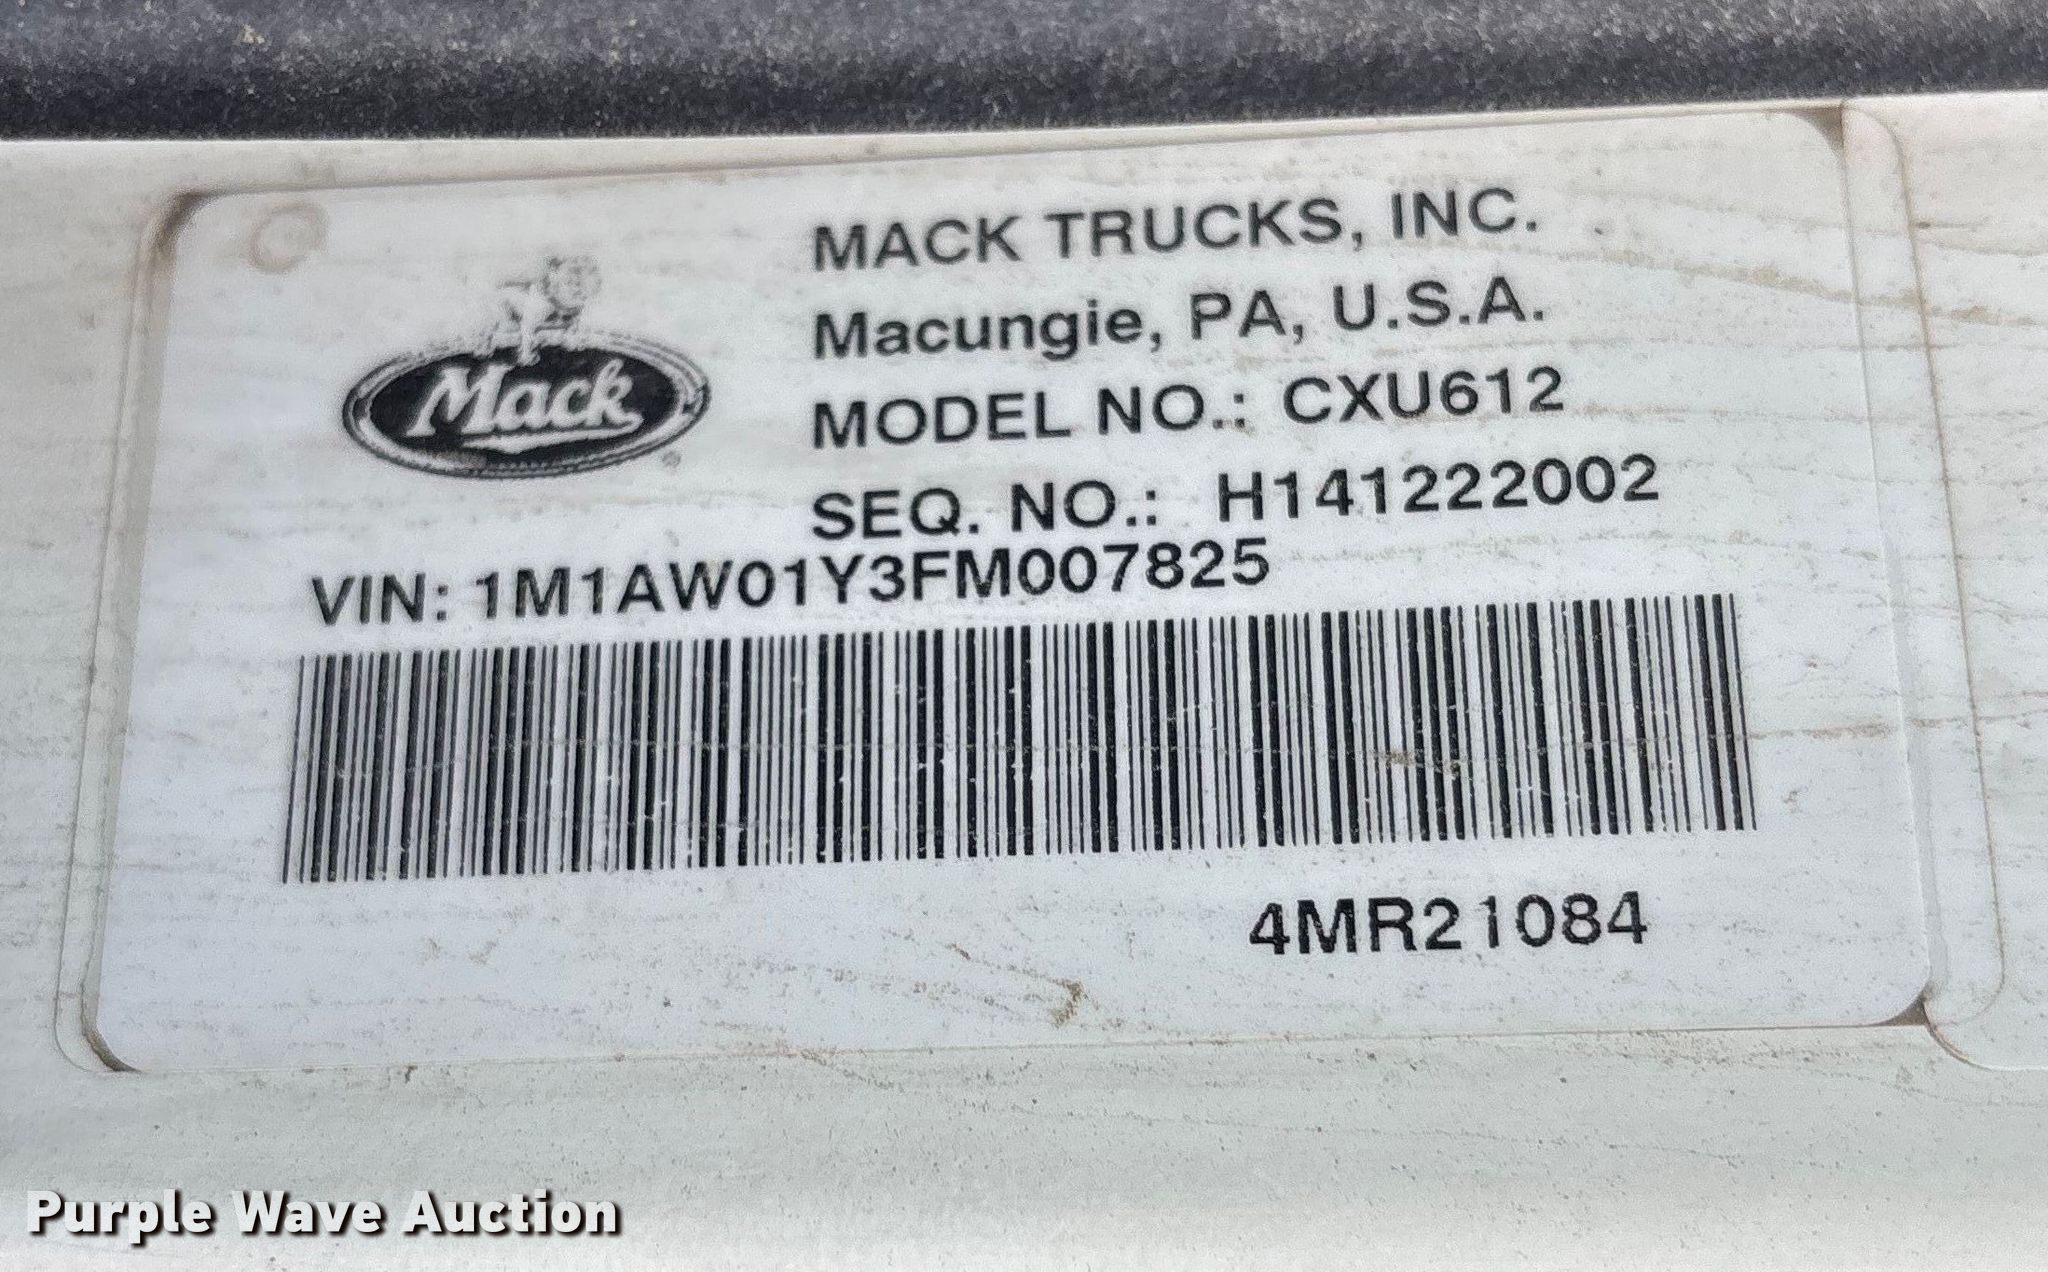 MACK TRUCKS, INC.
Macungie, PA, U.S.A.
Mack
®
MODEL NO.: CXU612
SEQ. NO.: H141222002
VIN: 1M1AW01Y3FM007825
4MR21084
Purple Wave Auction